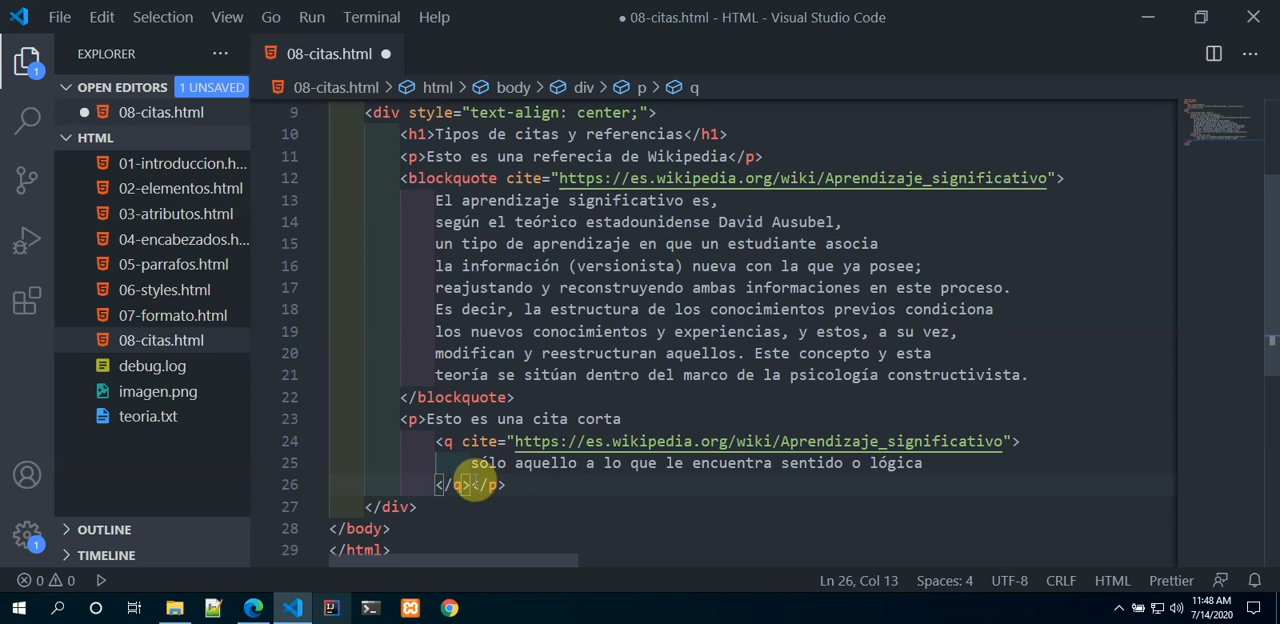 File Edit Selection View Go Run Terminal Help
● 08-citas.html - HTML - Visual Studio Code
EXPLORER
08-citas.html
OPEN EDITORS 1 UNSAVED
08-citas.html > html > body > div > p > q
08-citas.html
HTML
01-introduccion.h...
02-elementos.html
03-atributos.html
04-encabezados.h...
05-parrafos.html
06-styles.html
07-formato.html
08-citas.html
debug.log
imagen.png
teoria.txt
OUTLINE
TIMELINE
1
1
9 <div style="text-align: center;">
10 <h1>Tipos de citas y referencias</h1>
11 <p>Esto es una referecia de Wikipedia</p>
12 <blockquote cite="https://es.wikipedia.org/wiki/Aprendizaje_significativo">
13 El aprendizaje significativo es,
14 según el teórico estadounidense David Ausubel,
15 un tipo de aprendizaje en que un estudiante asocia
16 la información (versionista) nueva con la que ya posee;
17 reajustando y reconstruyendo ambas informaciones en este proceso.
18 Es decir, la estructura de los conocimientos previos condiciona
19 los nuevos conocimientos y experiencias, y estos, a su vez,
20 modifican y reestructuran aquellos. Este concepto y esta
21 teoría se sitúan dentro del marco de la psicología constructivista.
22 </blockquote>
23 <p>Esto es una cita corta
24 <q cite="https://es.wikipedia.org/wiki/Aprendizaje_significativo">
25 sólo aquello a lo que le encuentra sentido o lógica
26 </q></p>
27 </div>
28 </body>
29 </html>
0 0 Ln 26, Col 13 Spaces: 4 UTF-8 CRLF HTML Prettier
11:48 AM
7/14/2020